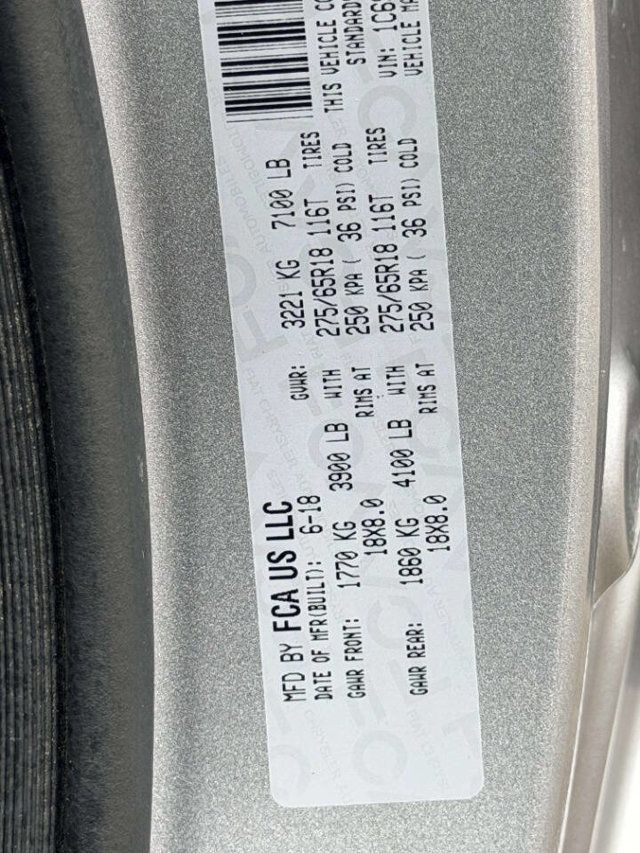 MFD BY FCA US LLC
DATE OF MFR(BUILT): 6-18 GVWR: 3221 KG 7100 LB
GAWR FRONT: 1770 KG 3900 LB WITH 275/65R18 116T TIRES THIS VEHICLE CO
18X8.0 RIMS AT 250 KPA ( 36 PSI) COLD STANDARDS
GAWR REAR: 1860 KG 4100 LB WITH 275/65R18 116T TIRES VIN: 1C6
18X8.0 RIMS AT 250 KPA ( 36 PSI) COLD VEHICLE MA